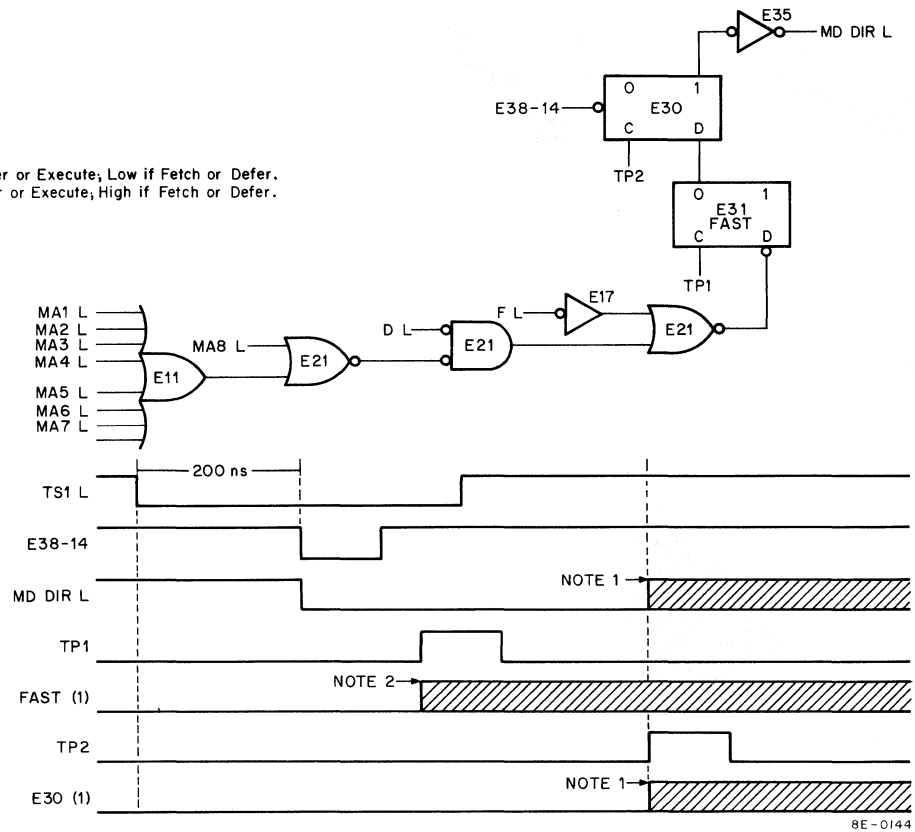 E35
MD DIR L
0 1
E38-14
E30
C D
TP2
er or Execute; Low if Fetch or Defer.
r or Execute; High if Fetch or Defer.
0 1
E31
FAST
C D
TP1
MA1 L
MA2 L
MA3 L
MA4 L
MA5 L
MA6 L
MA7 L
E11
MA8 L
E21
D L
E21
F L
E17
E21
200 ns
TS1 L
E38-14
MD DIR L
NOTE 1
TP1
NOTE 2
FAST (1)
TP2
NOTE 1
E30 (1)
8E-0144